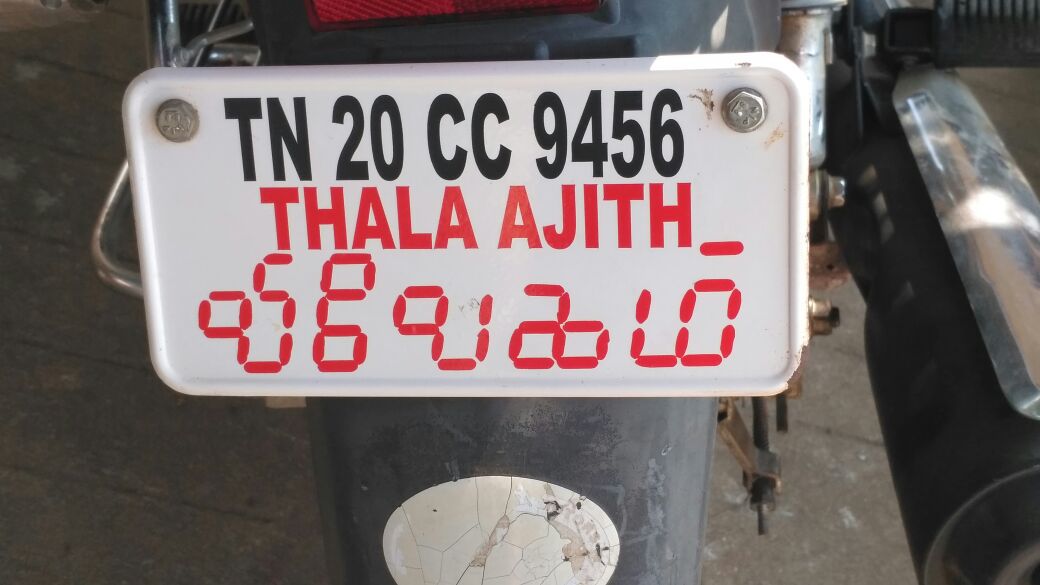 TN 20 CC 9456
THALA AJITH